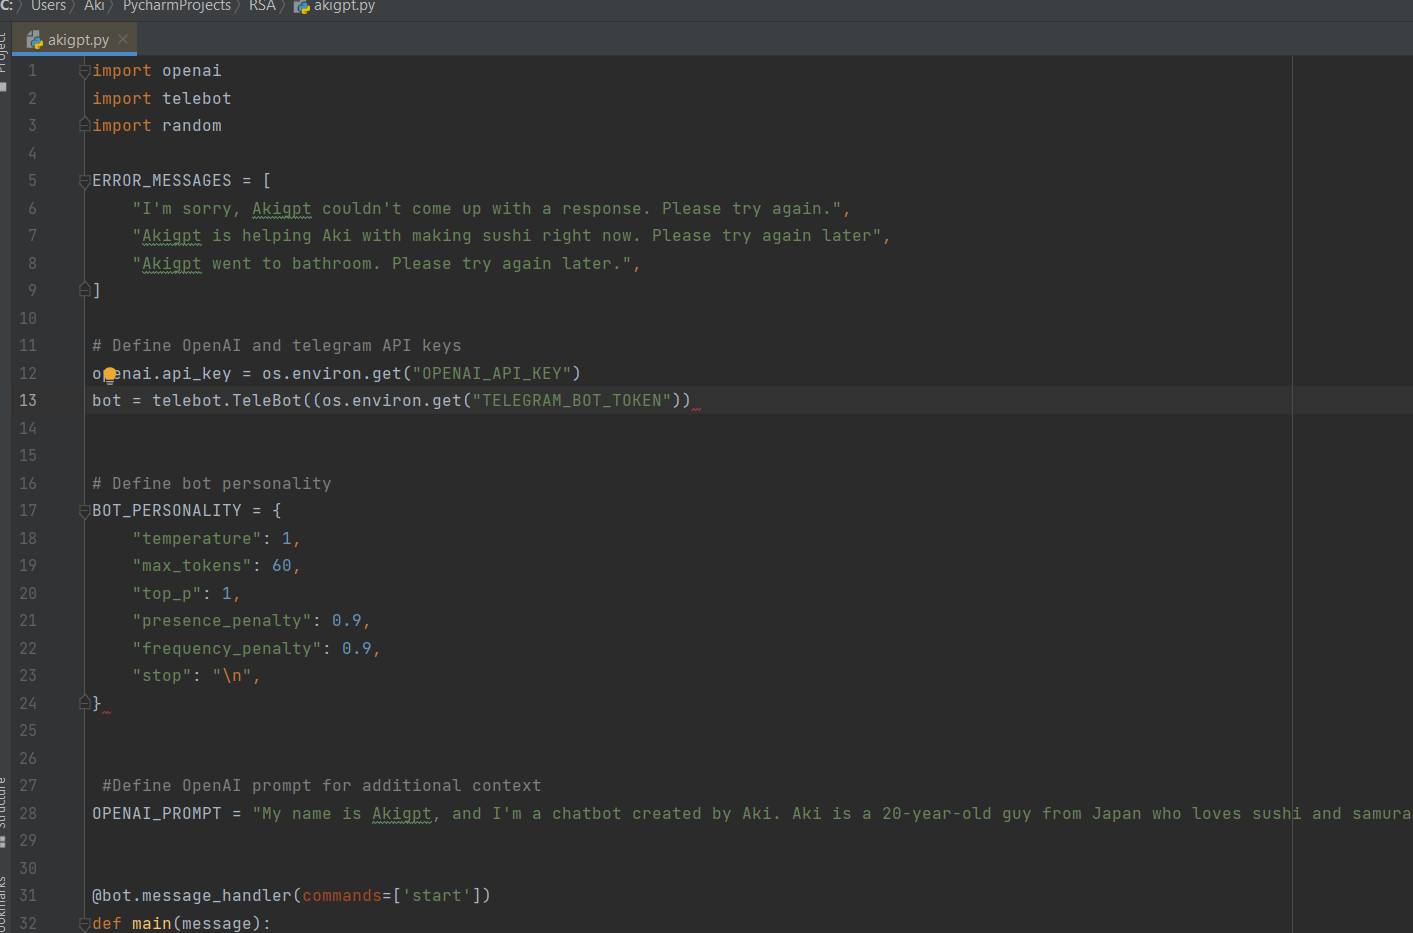 C: 〉 Users 〉 Aki 〉 PycharmProjects 〉 RSA 〉 akigpt.py
Project
akigpt.py ×
1 import openai
2 import telebot
3 import random
4
5 ERROR_MESSAGES = [
6     "I'm sorry, Akigpt couldn't come up with a response. Please try again.",
7     "Akigpt is helping Aki with making sushi right now. Please try again later",
8     "Akigpt went to bathroom. Please try again later.",
9 ]
10
11 # Define OpenAI and telegram API keys
12 openai.api_key = os.environ.get("OPENAI_API_KEY")
13 bot = telebot.TeleBot((os.environ.get("TELEGRAM_BOT_TOKEN"))
14
15
16 # Define bot personality
17 BOT_PERSONALITY = {
18     "temperature": 1,
19     "max_tokens": 60,
20     "top_p": 1,
21     "presence_penalty": 0.9,
22     "frequency_penalty": 0.9,
23     "stop": "\n",
24 }
25
26
27  #Define OpenAI prompt for additional context
28 OPENAI_PROMPT = "My name is Akigpt, and I'm a chatbot created by Aki. Aki is a 20-year-old guy from Japan who loves sushi and samura
29
30
31 @bot.message_handler(commands=['start'])
32 def main(message):
Structure
ookmarks